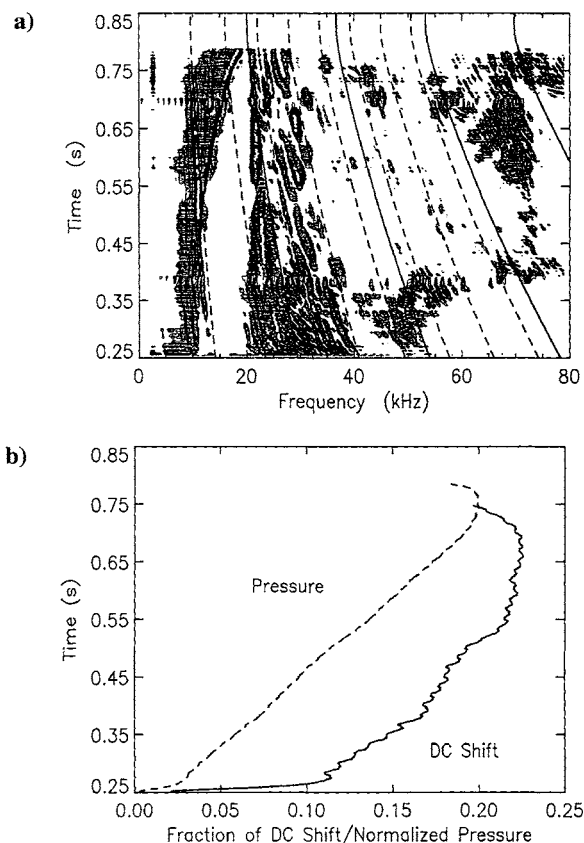 a)
0.85
0.75
0.65
0.55
0.45
0.35
0.25
Time (s)
0 20 40 60 80
Frequency (kHz)
b)
0.85
0.75
0.65
0.55
0.45
0.35
0.25
Time (s)
Pressure
DC Shift
0.00 0.05 0.10 0.15 0.20 0.25
Fraction of DC Shift/Normalized Pressure